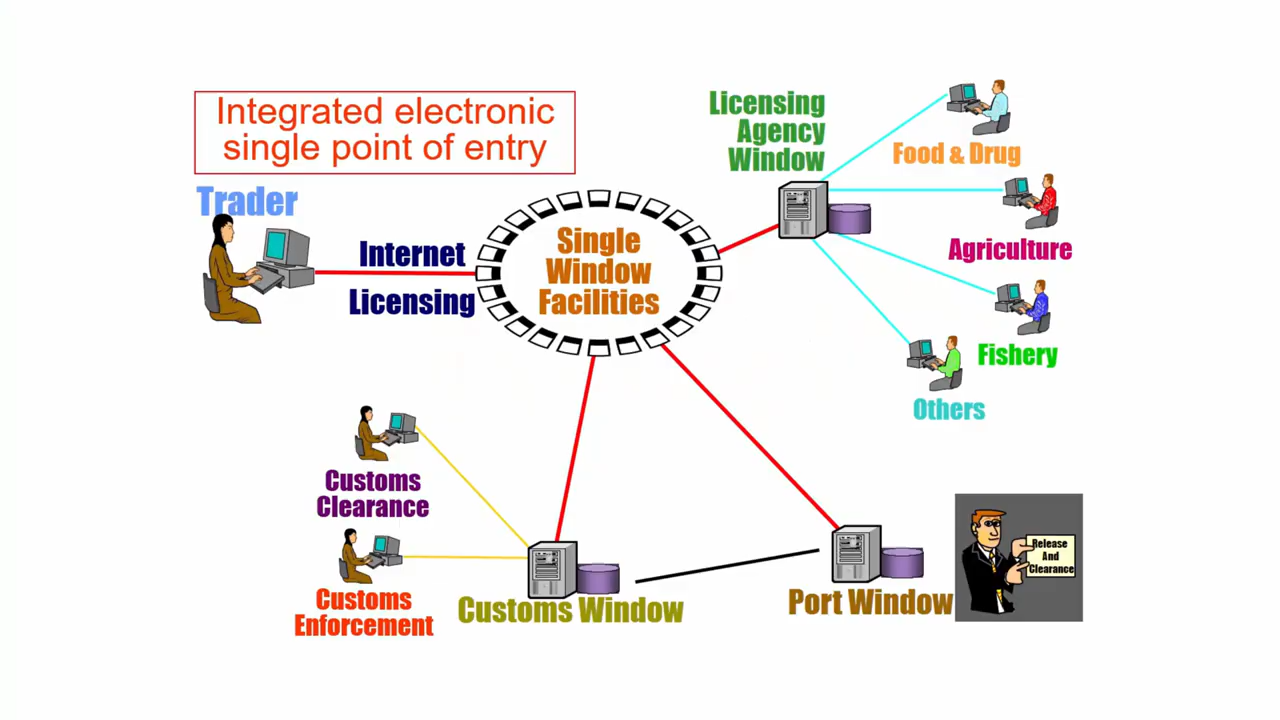 Integrated electronic
single point of entry
Trader
Internet
Licensing
Single
Window
Facilities
Licensing
Agency
Window
Food & Drug
Agriculture
Fishery
Others
Customs
Clearance
Customs
Enforcement
Customs Window
Port Window
Release
And
Clearance